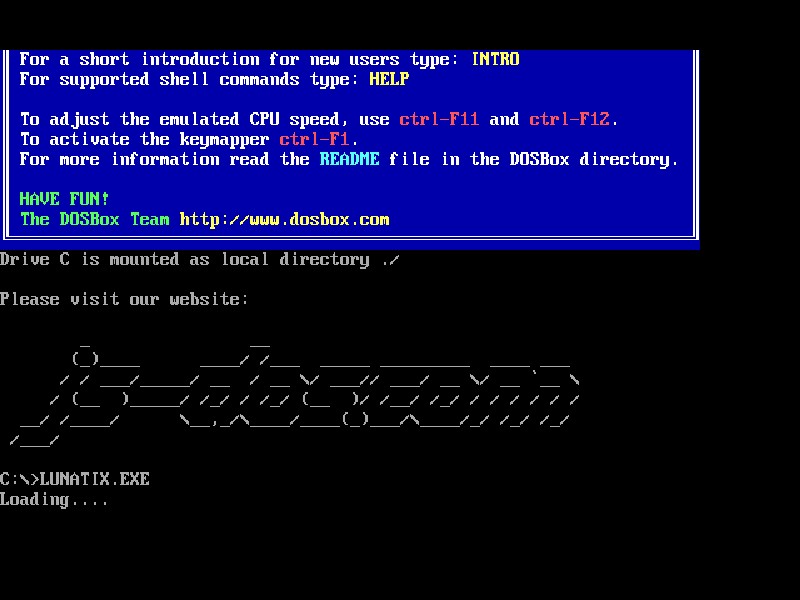 For a short introduction for new users type: INTRO
For supported shell commands type: HELP
To adjust the emulated CPU speed, use ctrl-F11 and ctrl-F12.
To activate the keymapper ctrl-F1.
For more information read the README file in the DOSBox directory.
HAVE FUN!
The DOSBox Team http://www.dosbox.com
Drive C is mounted as local directory ./
Please visit our website:
js-dos.com
C:\>LUNATIX.EXE
Loading....